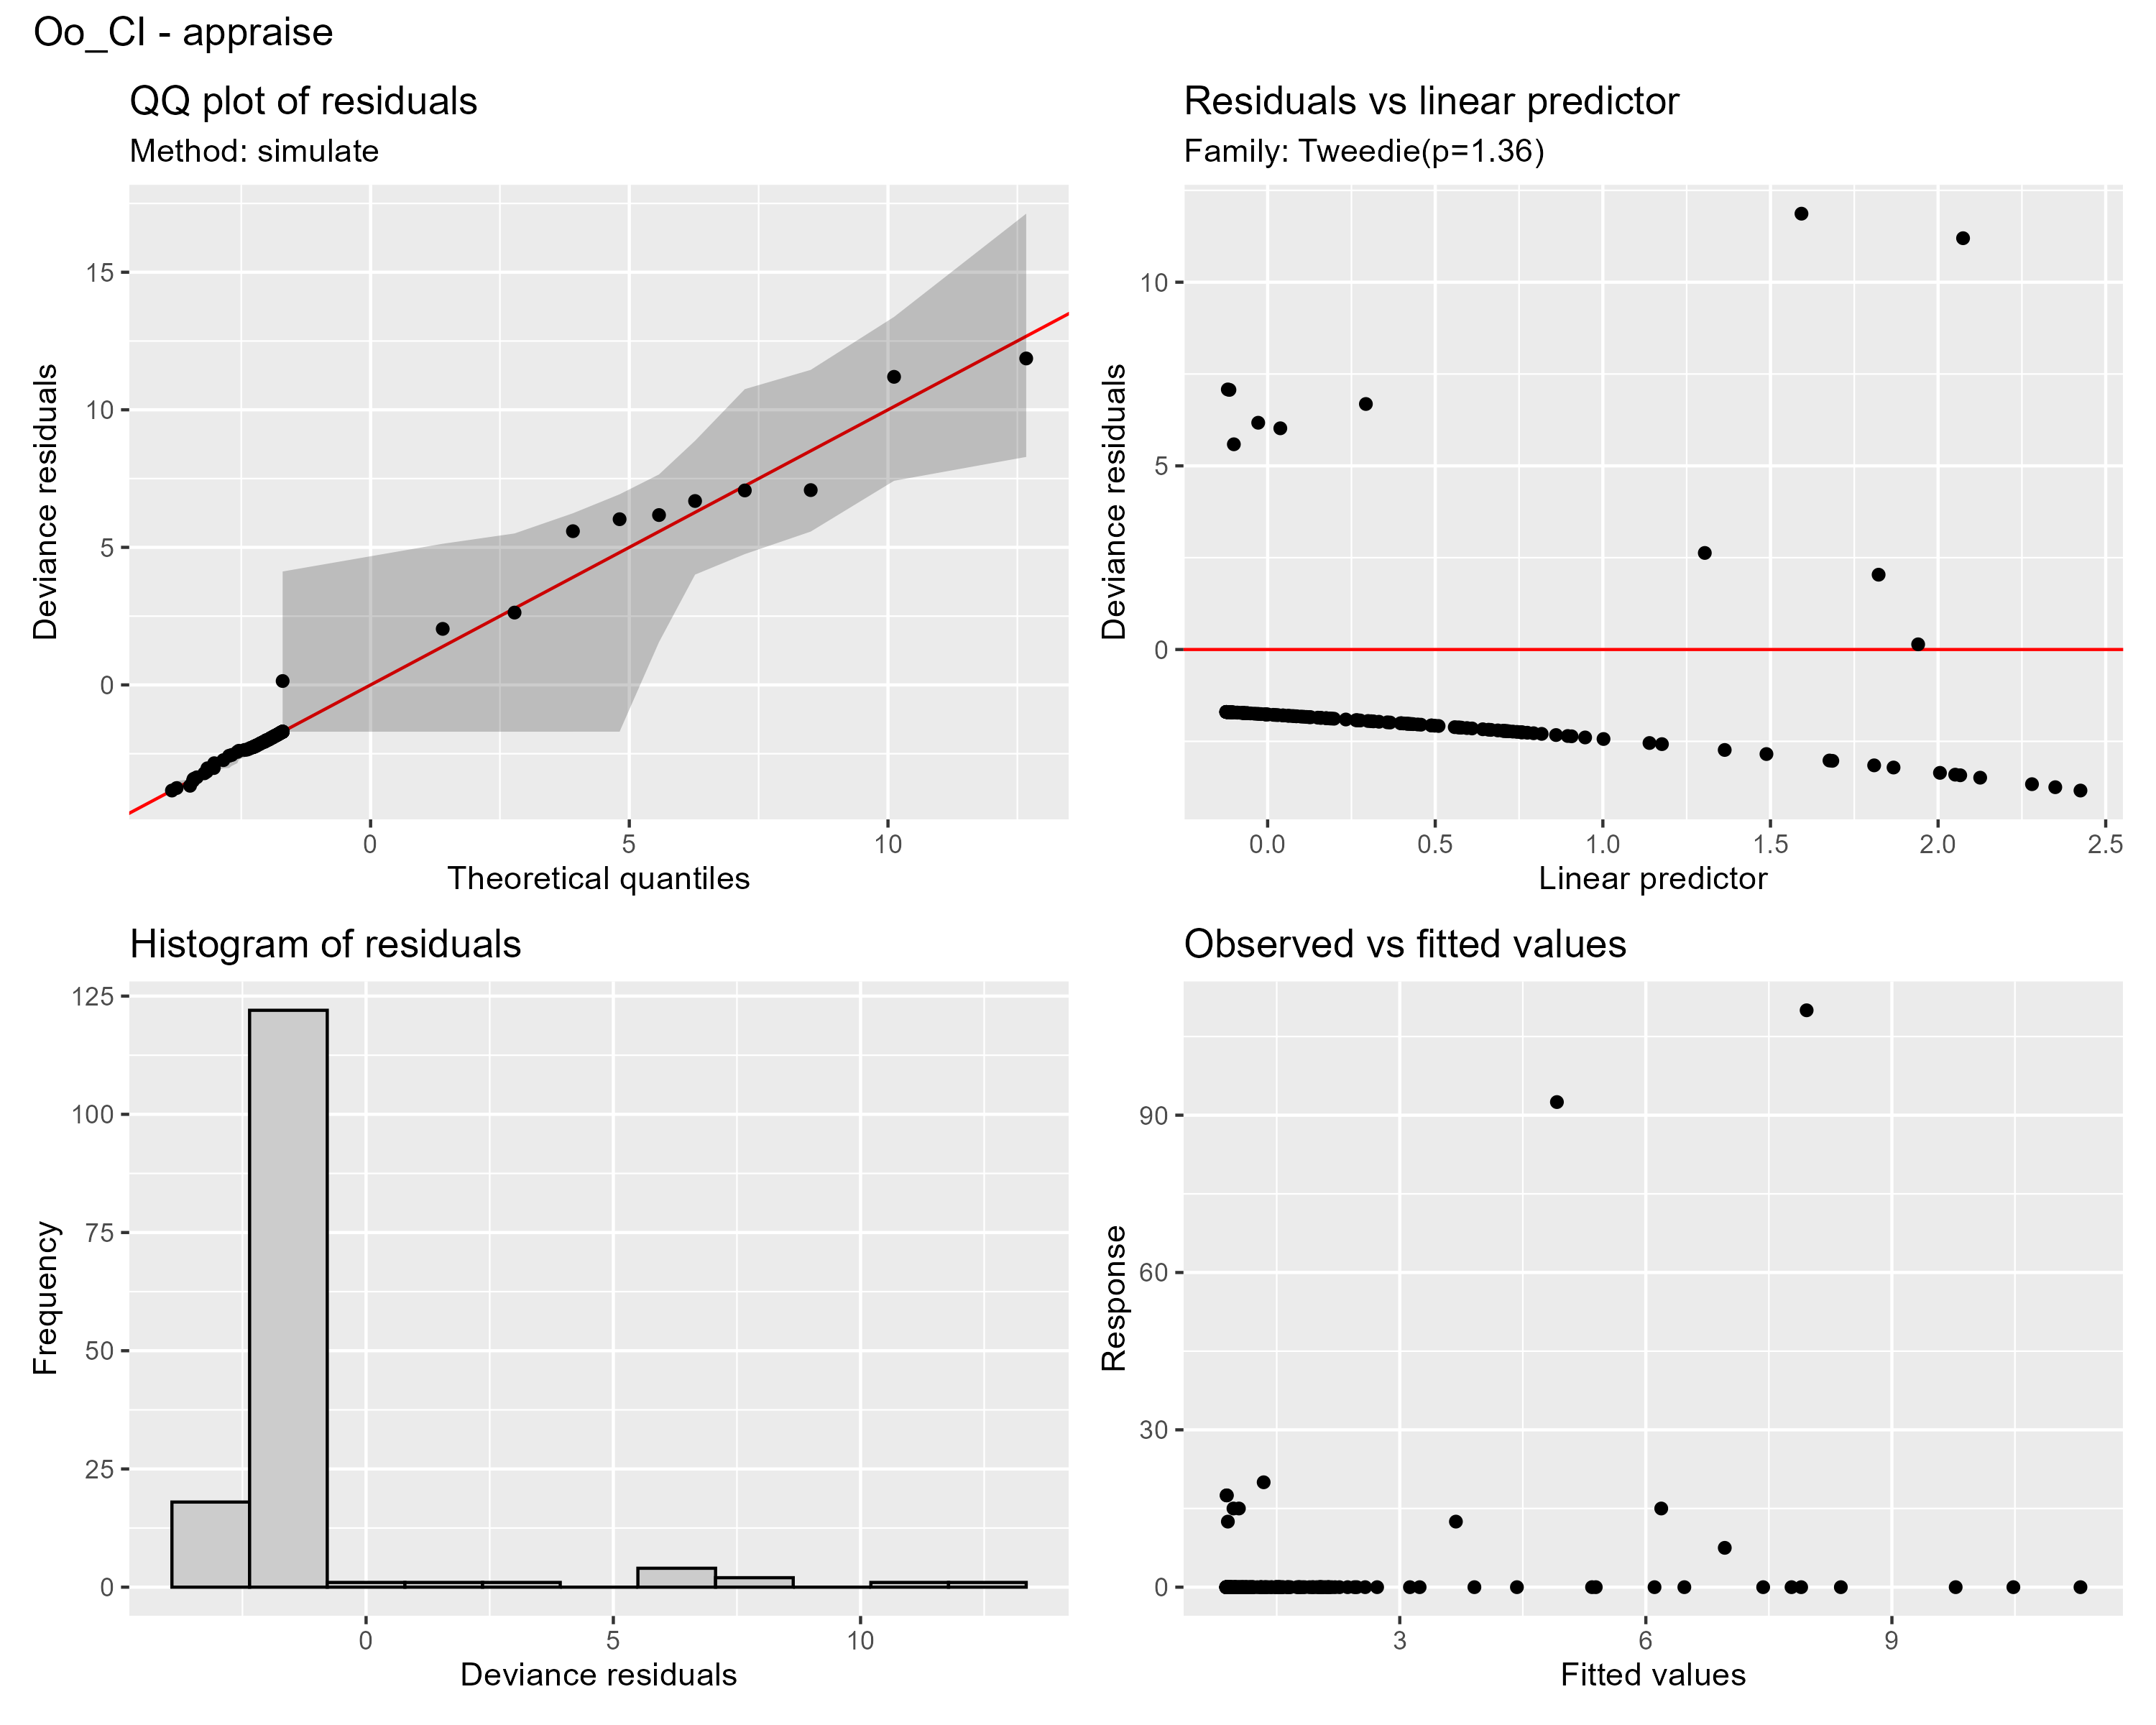 Oo_CI - appraise
QQ plot of residuals
Method: simulate
Deviance residuals
15
10
5
0
0
5
10
Theoretical quantiles
Residuals vs linear predictor
Family: Tweedie(p=1.36)
Deviance residuals
10
5
0
0.0
0.5
1.0
1.5
2.0
2.5
Linear predictor
Histogram of residuals
Frequency
125
100
75
50
25
0
0
5
10
Deviance residuals
Observed vs fitted values
Response
90
60
30
0
3
6
9
Fitted values